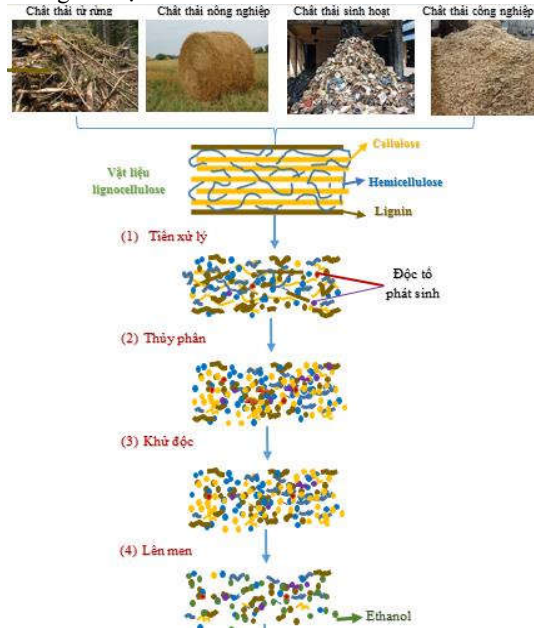 Chất thải từ rừng
Chất thải nông nghiệp
Chất thải sinh hoạt
Chất thải công nghiệp
Cellulose
Vật liệu
lignocellulose
Hemicellulose
Lignin
(1) Tiền xử lý
Độc tố
phát sinh
(2) Thủy phân
(3) Khử độc
(4) Lên men
Ethanol